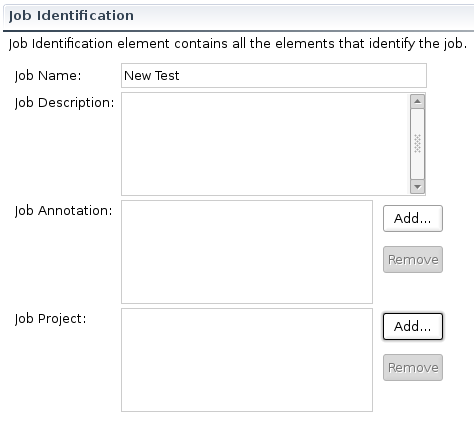 Job Identification
Job Identification element contains all the elements that identify the job.
Job Name: New Test
Job Description:
Job Annotation: Add...
Remove
Job Project: Add...
Remove